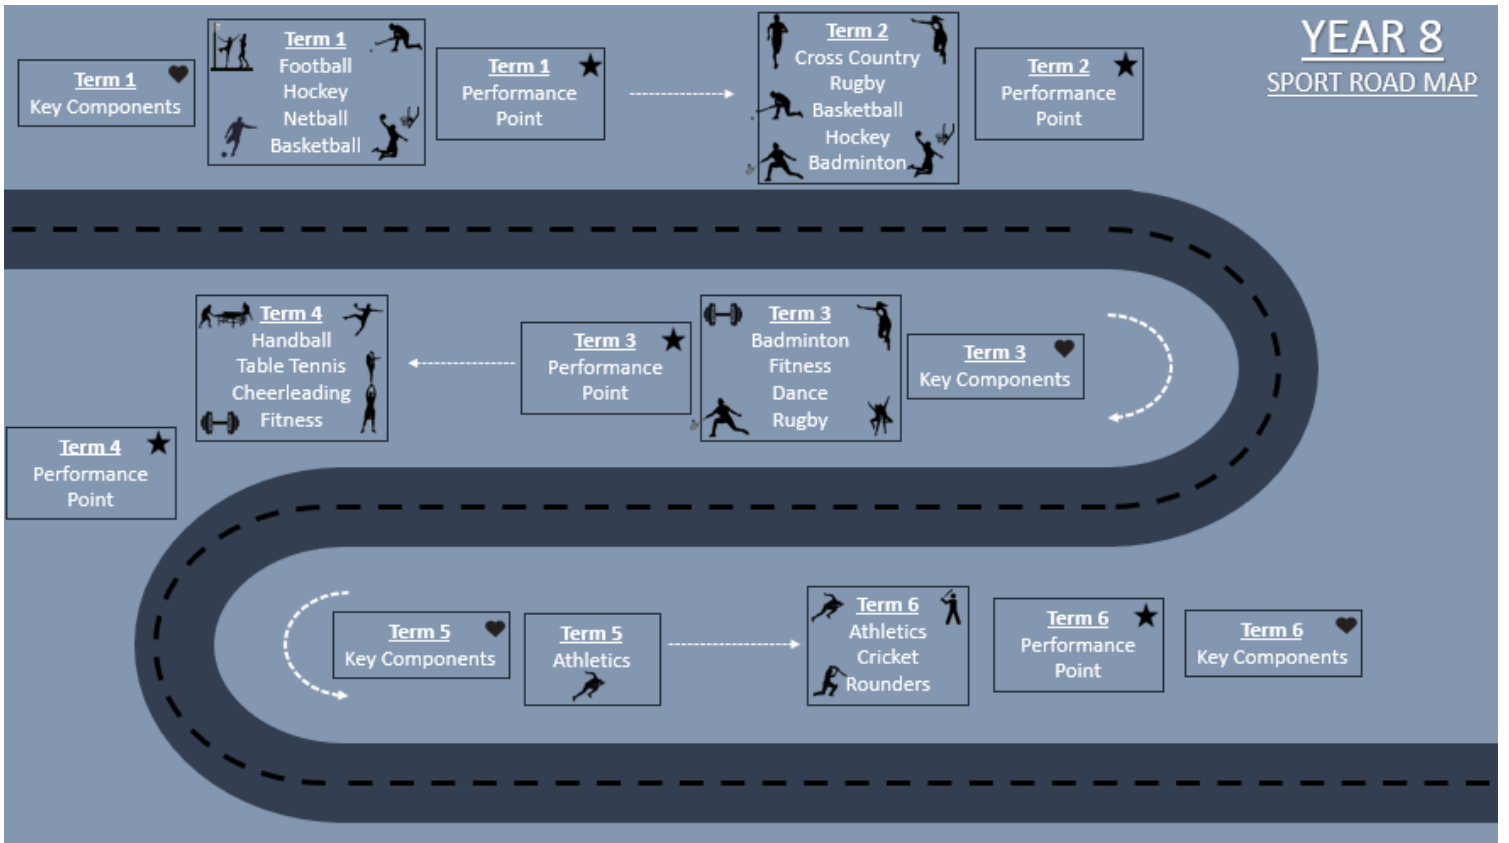 YEAR 8
SPORT ROAD MAP
Term 1
Key Components
Term 1
Football
Hockey
Netball
Basketball
Term 1
Performance
Point
Term 2
Cross Country
Rugby
Basketball
Hockey
Badminton
Term 2
Performance
Point
Term 3
Key Components
Term 3
Badminton
Fitness
Dance
Rugby
Term 3
Performance
Point
Term 4
Handball
Table Tennis
Cheerleading
Fitness
Term 4
Performance
Point
Term 5
Key Components
Term 5
Athletics
Term 6
Athletics
Cricket
Rounders
Term 6
Performance
Point
Term 6
Key Components